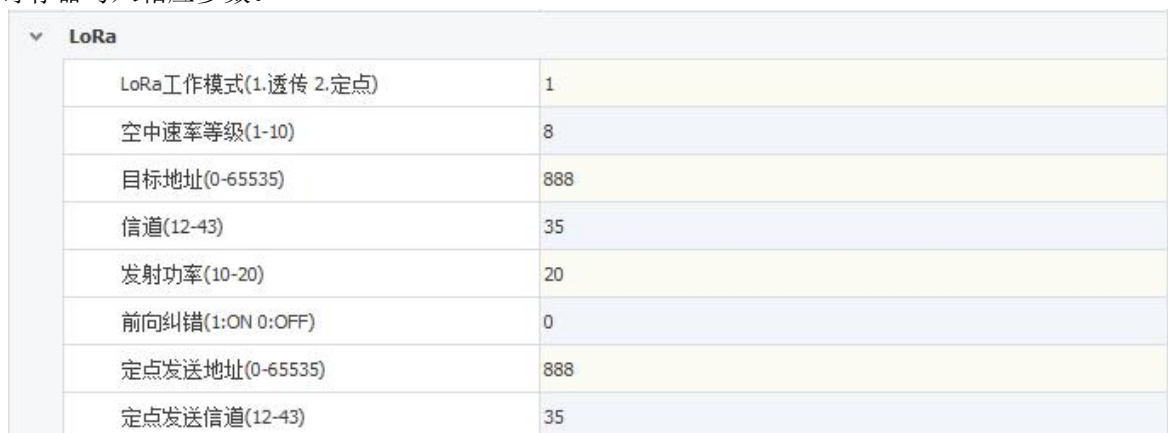 LoRa
LoRa工作模式(1.透传 2.定点) 1
空中速率等级(1-10) 8
目标地址(0-65535) 888
信道(12-43) 35
发射功率(10-20) 20
前向纠错(1:ON 0:OFF) 0
定点发送地址(0-65535) 888
定点发送信道(12-43) 35